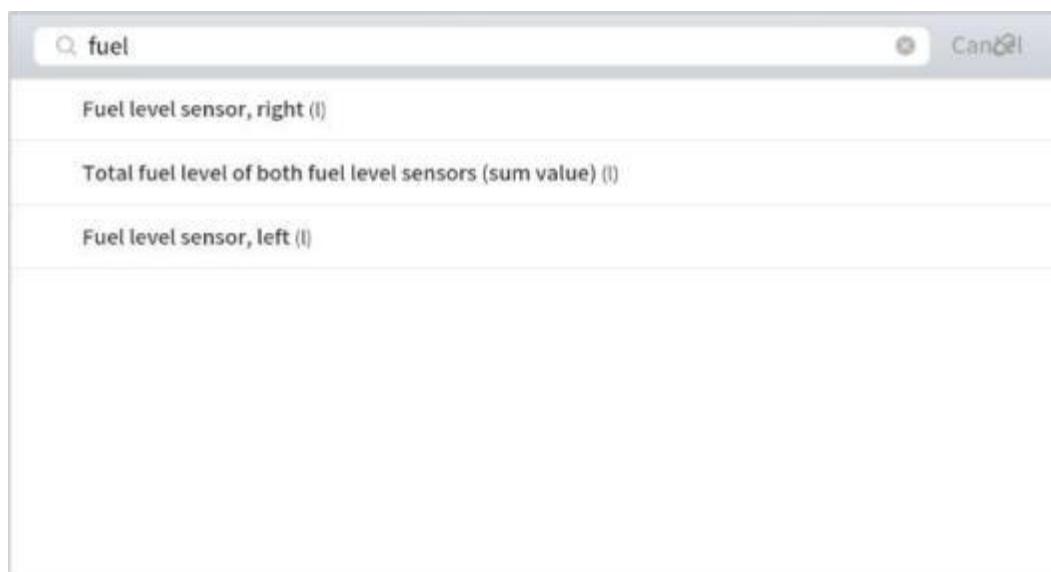 fuel
Fuel level sensor, right (l)
Total fuel level of both fuel level sensors (sum value) (l)
Fuel level sensor, left (l)